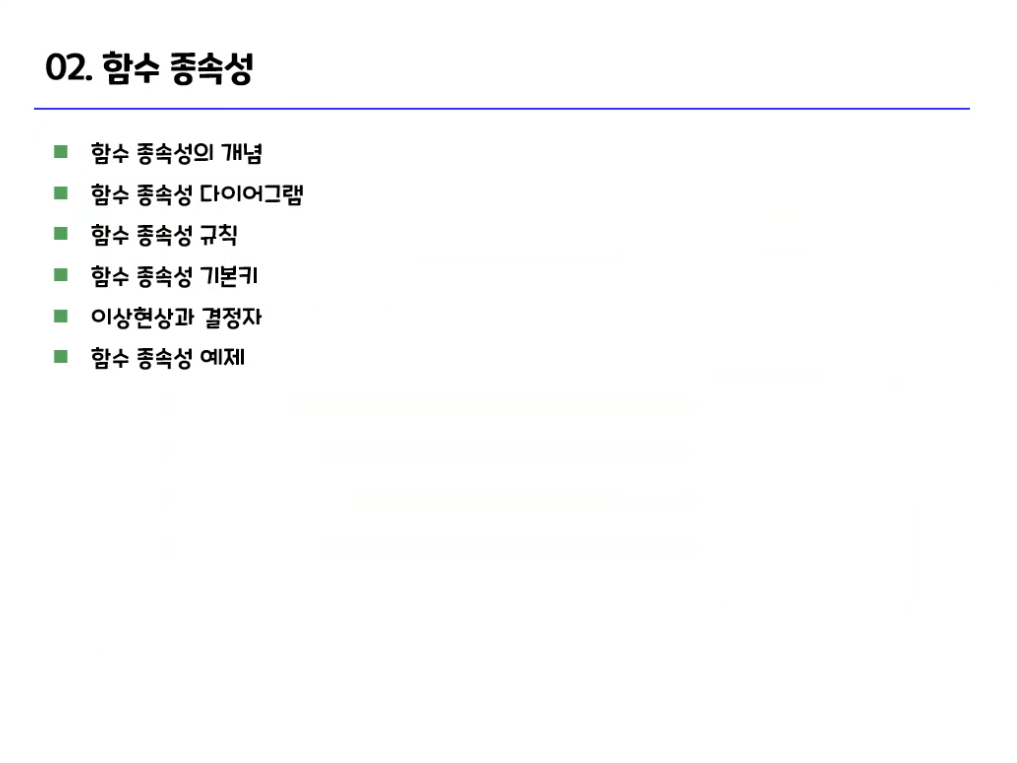 02. 함수 종속성
함수 종속성의 개념
함수 종속성 다이어그램
함수 종속성 규칙
함수 종속성 기본키
이상현상과 결정자
함수 종속성 예제